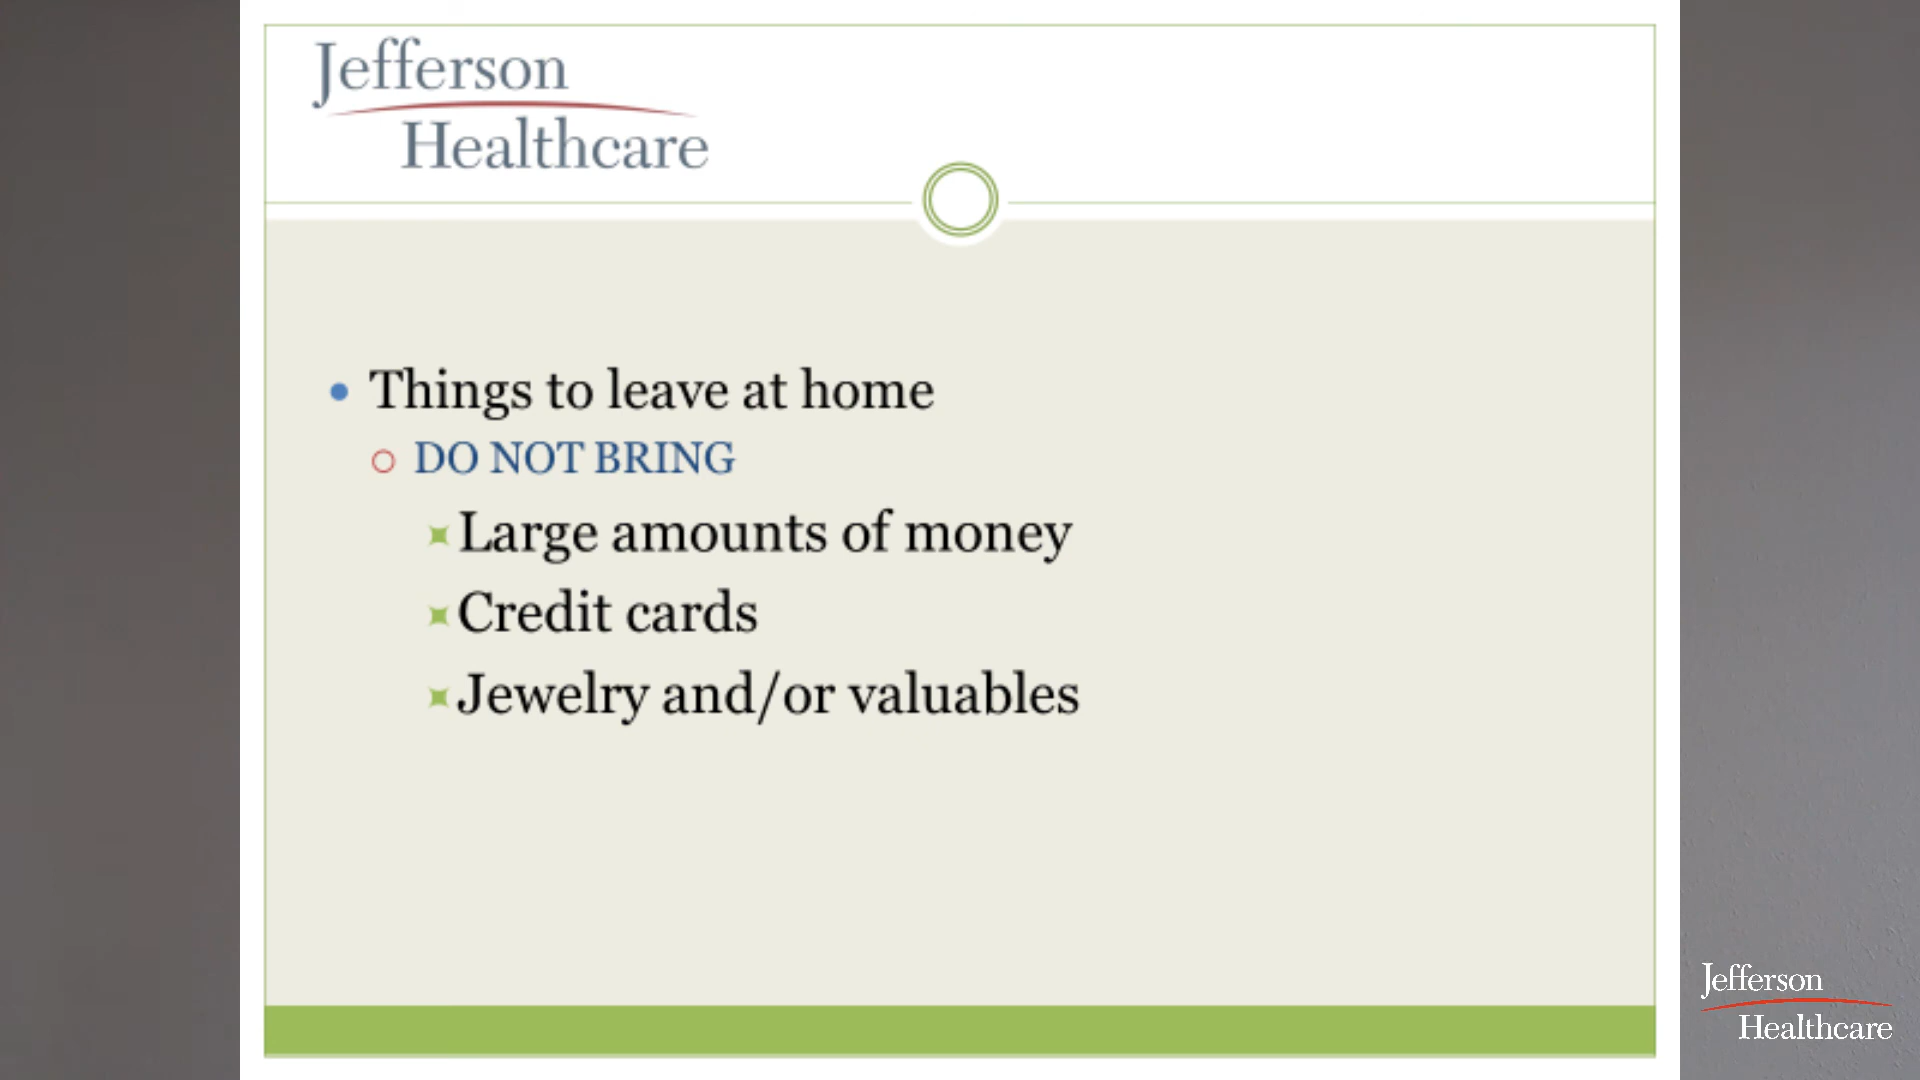 Jefferson
Healthcare
Things to leave at home
DO NOT BRING
Large amounts of money
Credit cards
Jewelry and/or valuables
Jefferson
Healthcare